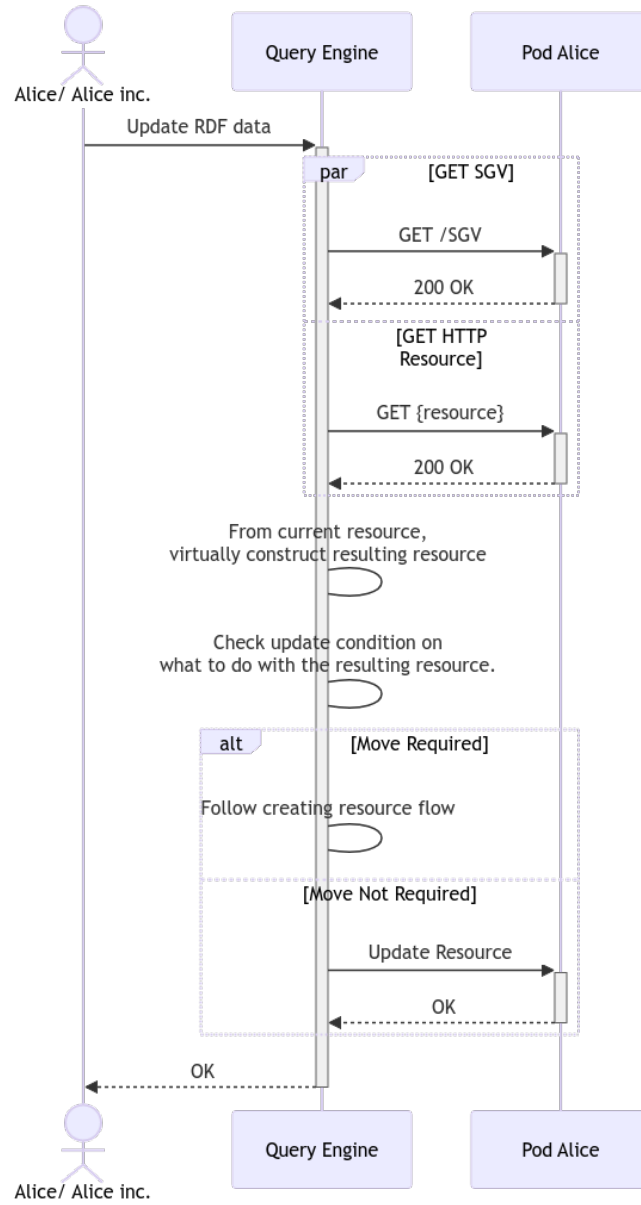 Alice/ Alice inc.
Query Engine
Pod Alice
Update RDF data
par
[GET SGV]
GET /SGV
200 OK
[GET HTTP
Resource]
GET {resource}
200 OK
From current resource,
virtually construct resulting resource
Check update condition on
what to do with the resulting resource.
alt
[Move Required]
Follow creating resource flow
[Move Not Required]
Update Resource
OK
OK
Query Engine
Pod Alice
Alice/ Alice inc.